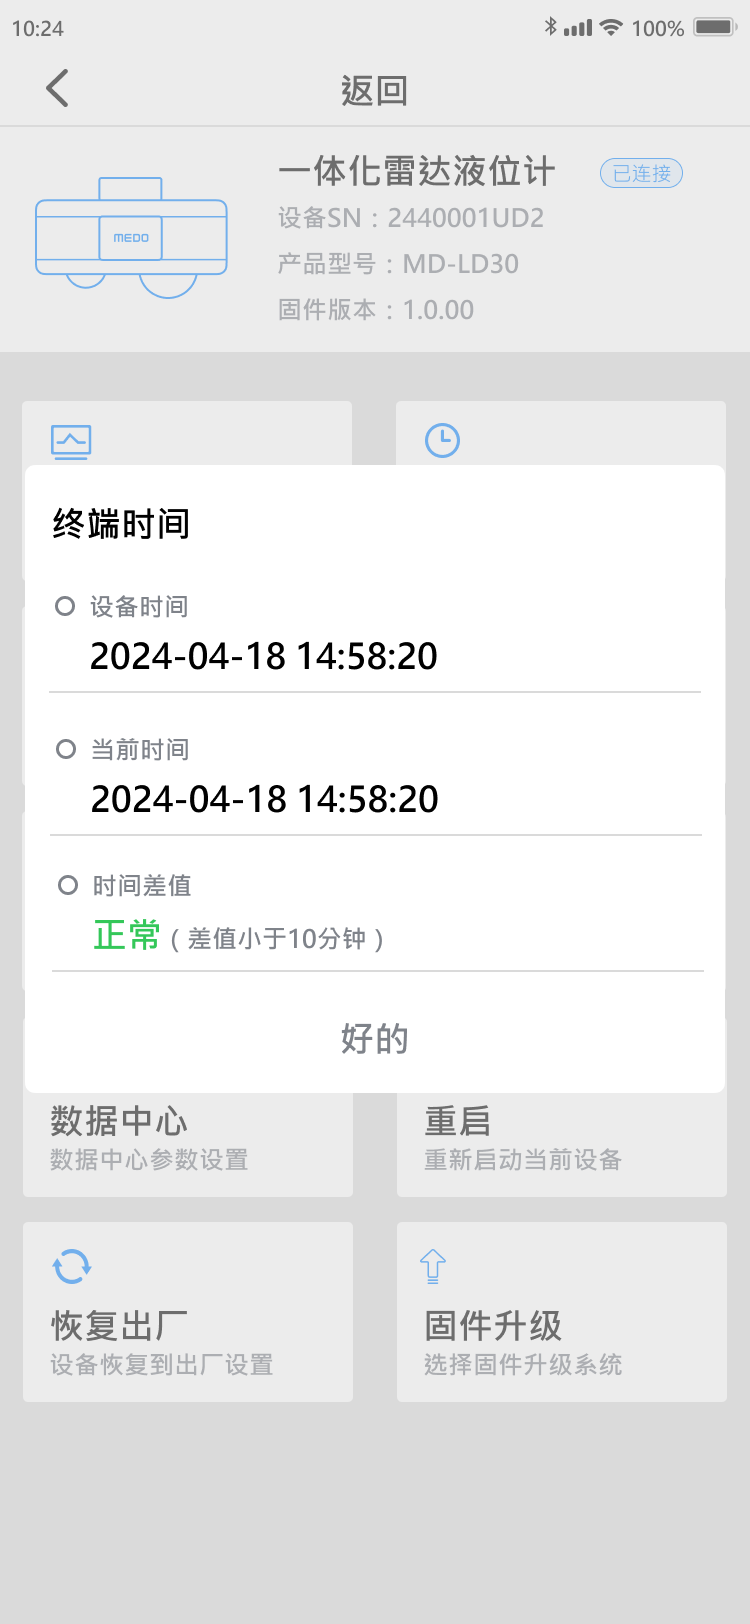 10:24
100%
返回
一体化雷达液位计
已连接
设备SN：2440001UD2
产品型号：MD-LD30
固件版本：1.0.00
MEDO
终端时间
设备时间
2024-04-18 14:58:20
当前时间
2024-04-18 14:58:20
时间差值
正常（差值小于10分钟）
好的
数据中心
数据中心参数设置
重启
重新启动当前设备
恢复出厂
设备恢复到出厂设置
固件升级
选择固件升级系统